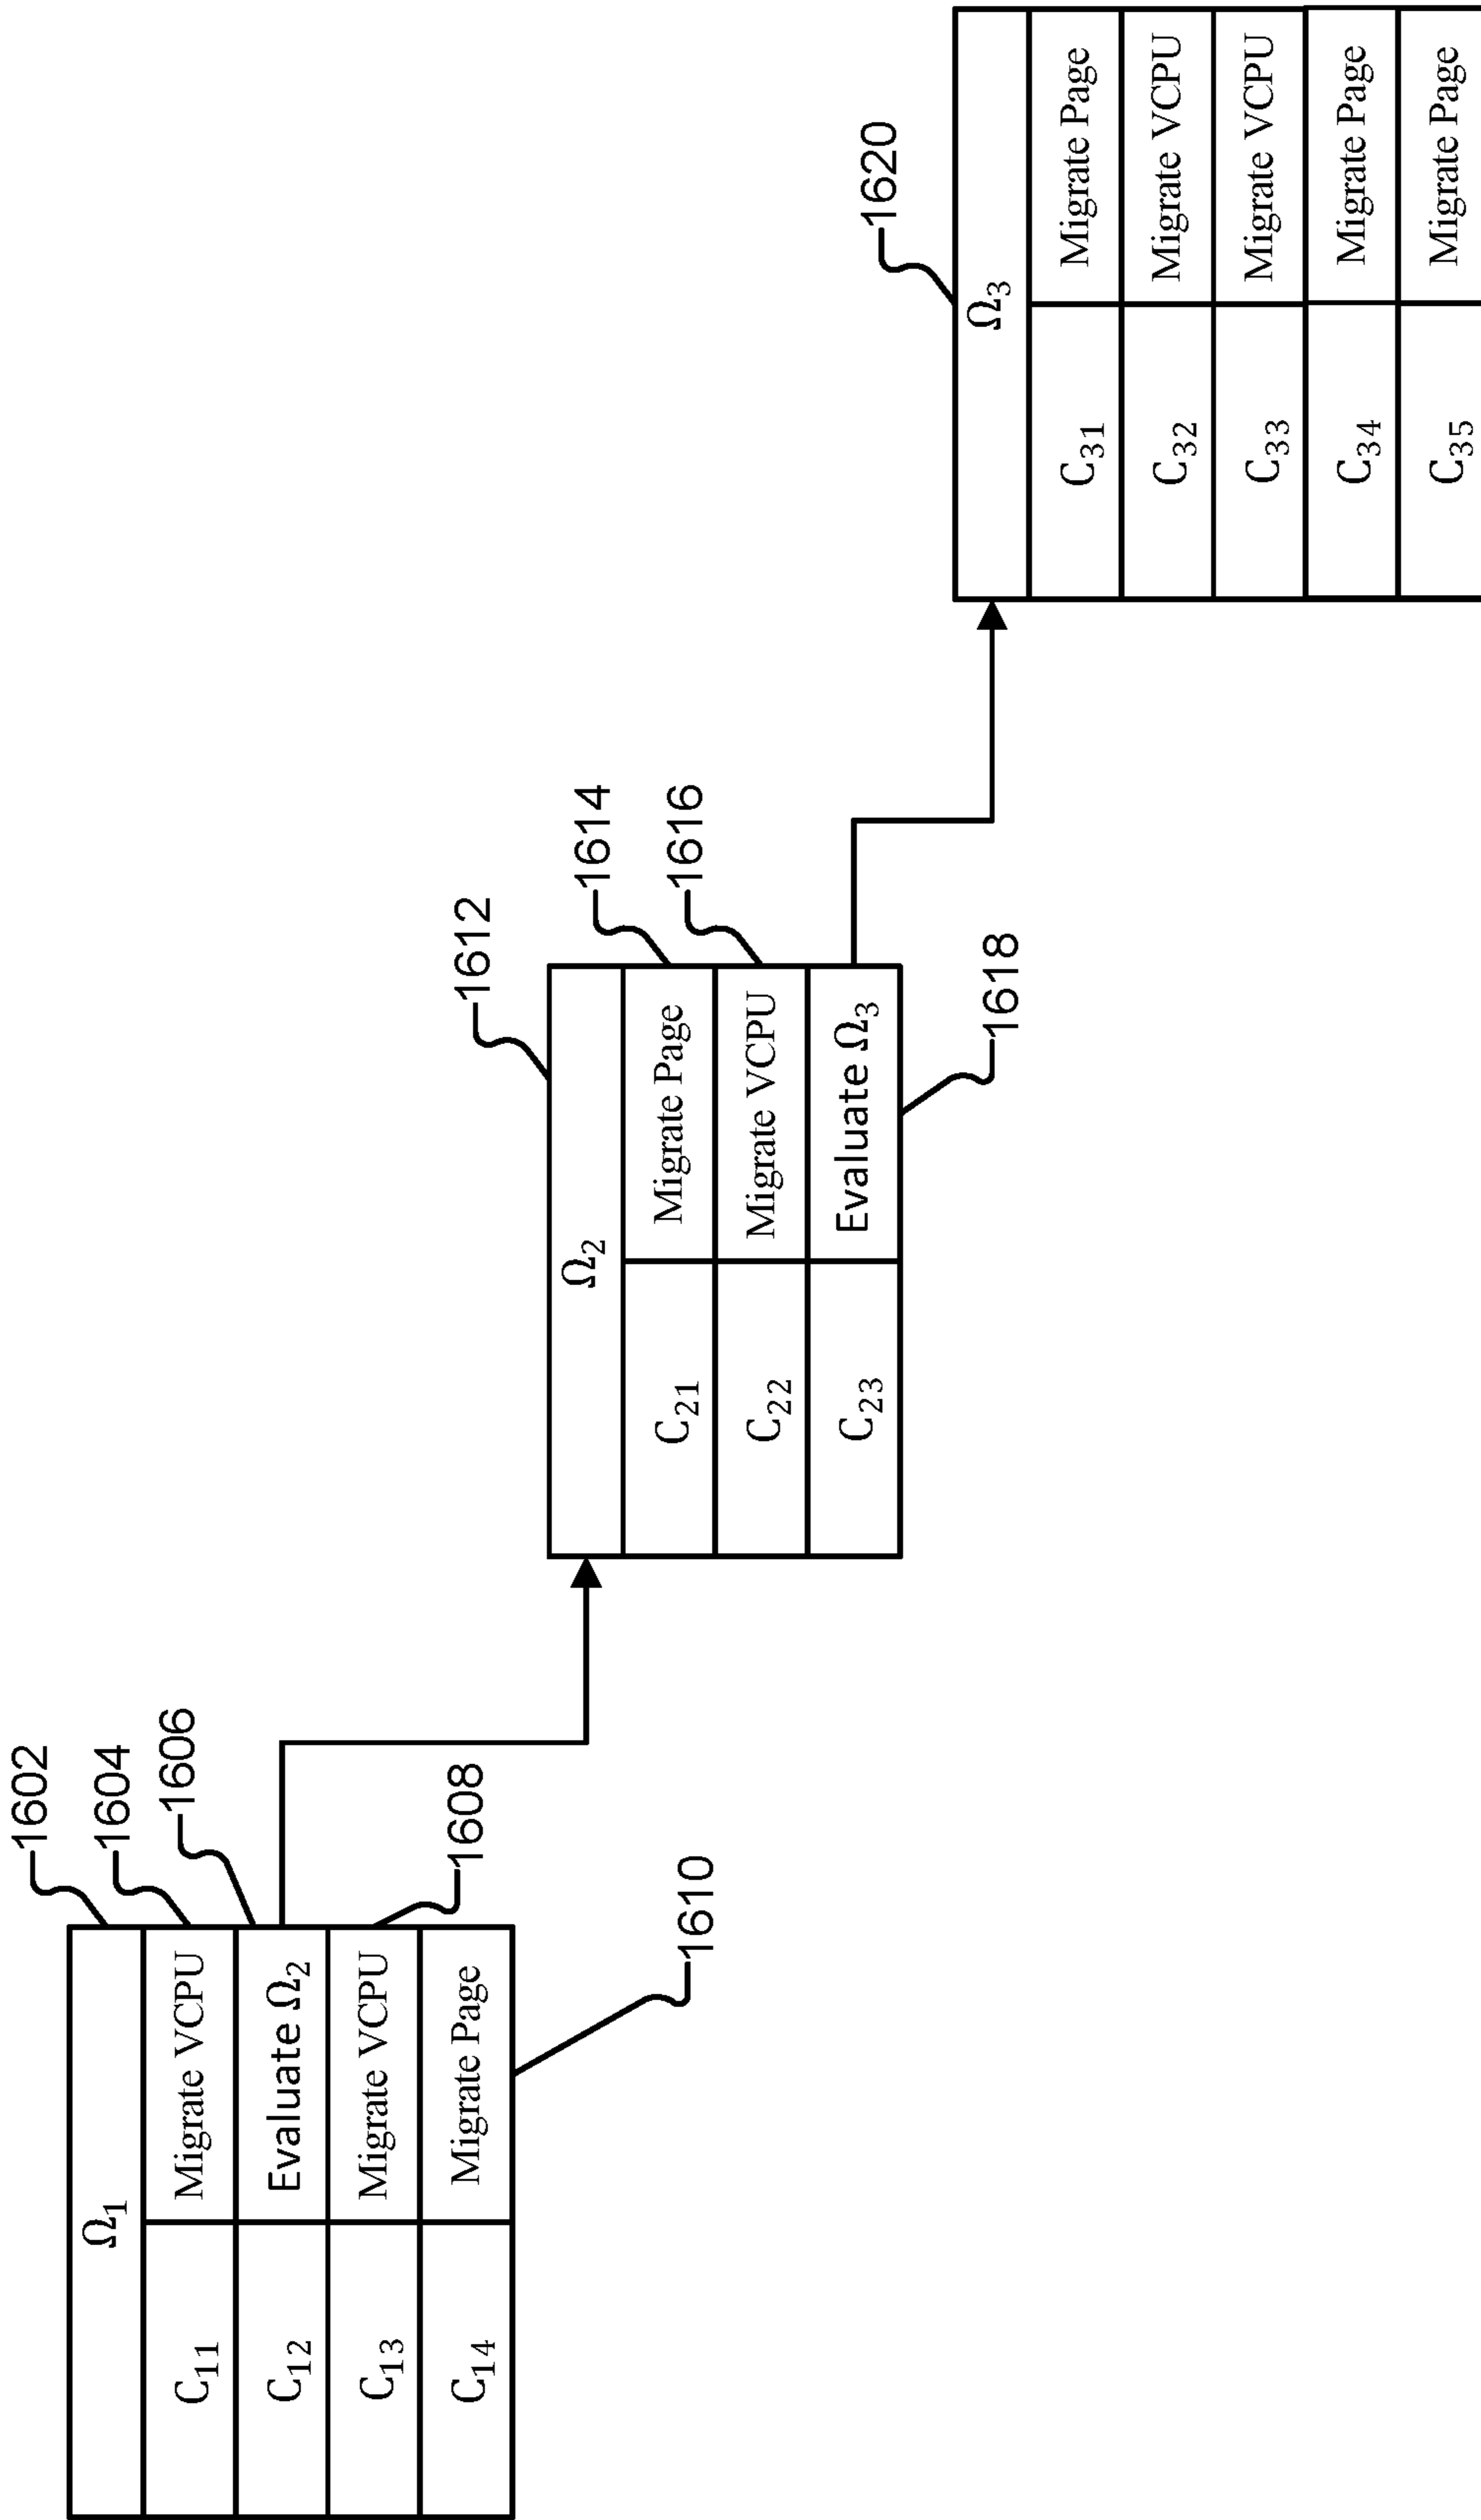 1602
1604
1606
1608
1610
Ω₁
C₁₁ Migrate VCPU
C₁₂ Evaluate Ω₂
C₁₃ Migrate VCPU
C₁₄ Migrate Page
1612
1614
1616
1618
Ω₂
C₂₁ Migrate Page
C₂₂ Migrate VCPU
C₂₃ Evaluate Ω₃
1620
Ω₃
C₃₁ Migrate Page
C₃₂ Migrate VCPU
C₃₃ Migrate VCPU
C₃₄ Migrate Page
C₃₅ Migrate Page